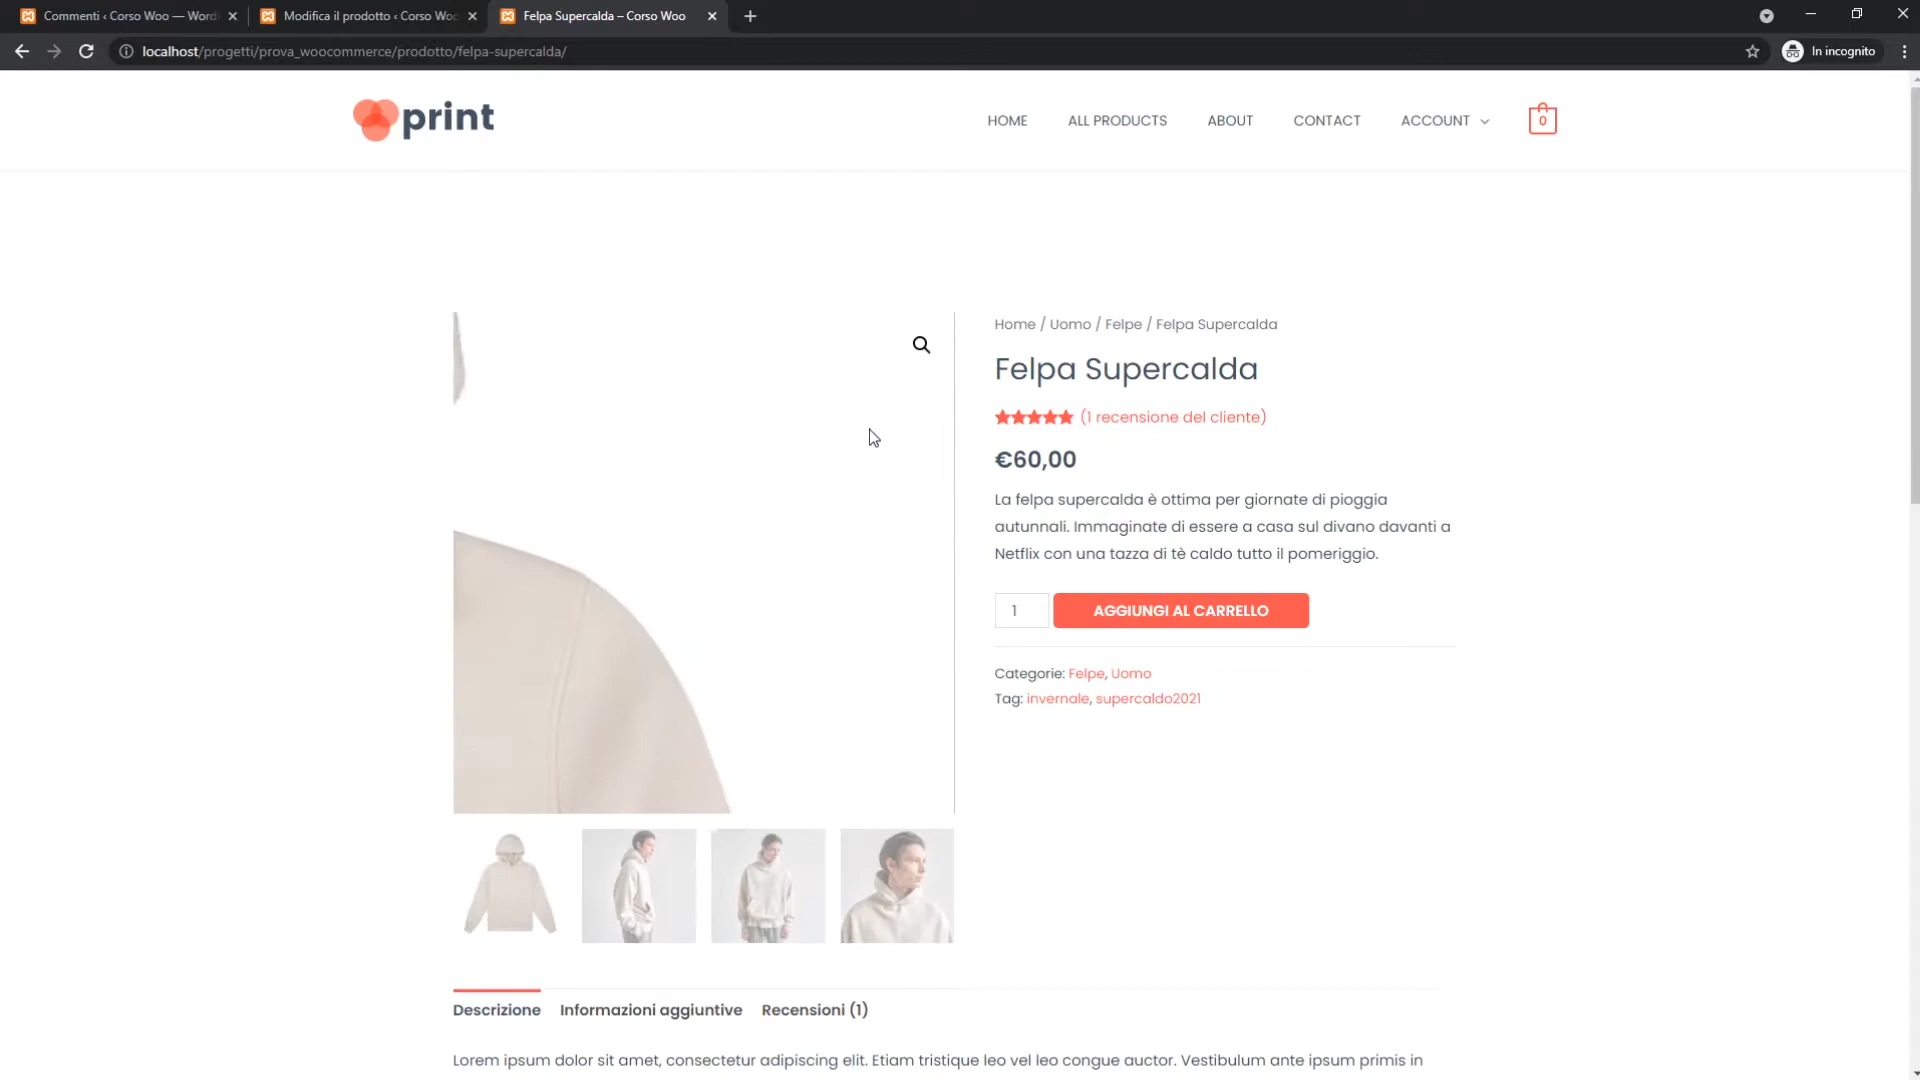 Commenti ‹ Corso Woo — Word
Modifica il prodotto ‹ Corso Woo
Felpa Supercalda – Corso Woo
localhost/progetti/prova_woocommerce/prodotto/felpa-supercalda/
In incognito
print
HOME
ALL PRODUCTS
ABOUT
CONTACT
ACCOUNT
0
Home / Uomo / Felpe / Felpa Supercalda
Felpa Supercalda
(1 recensione del cliente)
€60,00
La felpa supercalda è ottima per giornate di pioggia
autunnali. Immaginate di essere a casa sul divano davanti a
Netflix con una tazza di tè caldo tutto il pomeriggio.
1
AGGIUNGI AL CARRELLO
Categorie: Felpe, Uomo
Tag: invernale, supercaldo2021
Descrizione
Informazioni aggiuntive
Recensioni (1)
Lorem ipsum dolor sit amet, consectetur adipiscing elit. Etiam tristique leo vel leo congue auctor. Vestibulum ante ipsum primis in